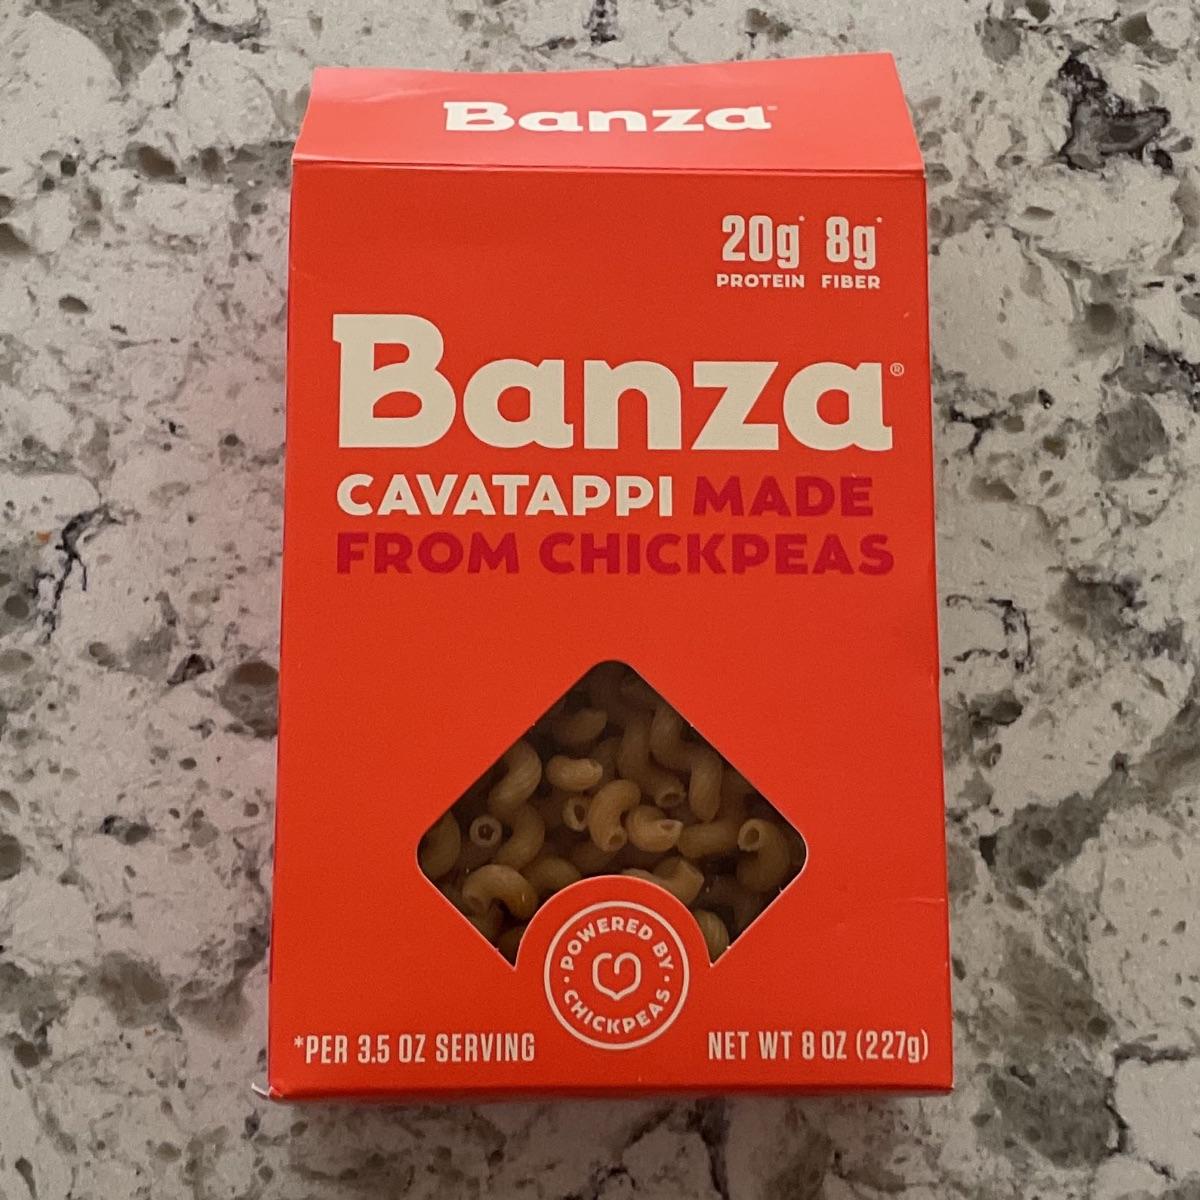 Banza
20g* 8g*
PROTEIN FIBER
Banza®
CAVATAPPI MADE
FROM CHICKPEAS
POWERED BY
CHICKPEAS
*PER 3.5 OZ SERVING
NET WT 8 OZ (227g)